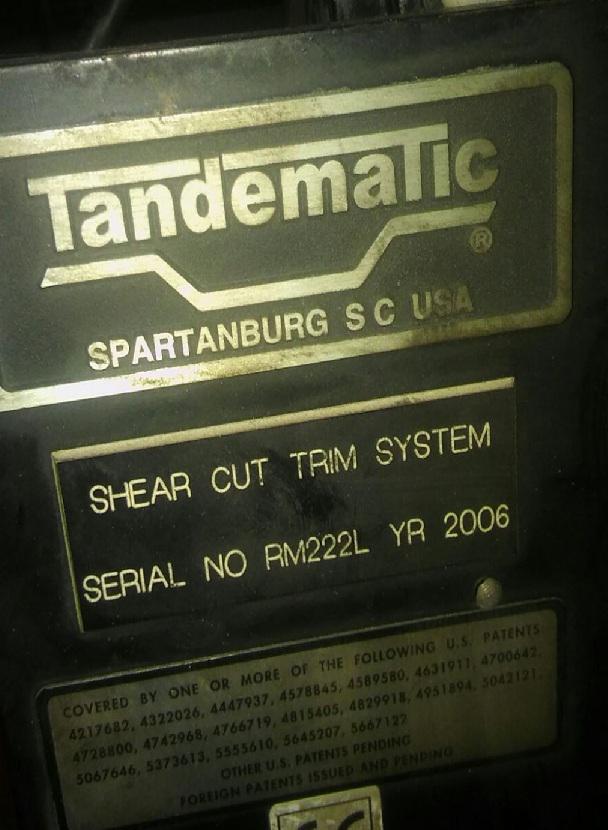 TandemaTic
®
SPARTANBURG S C USA
SHEAR CUT TRIM SYSTEM
SERIAL NO RM222L YR 2006
COVERED BY ONE OR MORE OF THE FOLLOWING U.S. PATENTS
4217682, 4322026, 4447937, 4578845, 4589580, 4631911, 4700642,
4728800, 4742968, 4766719, 4815405, 4829918, 4951894, 5042121,
5067646, 5373613, 5555610, 5645207, 5667127
OTHER U.S. PATENTS PENDING
FOREIGN PATENTS ISSUED AND PENDING